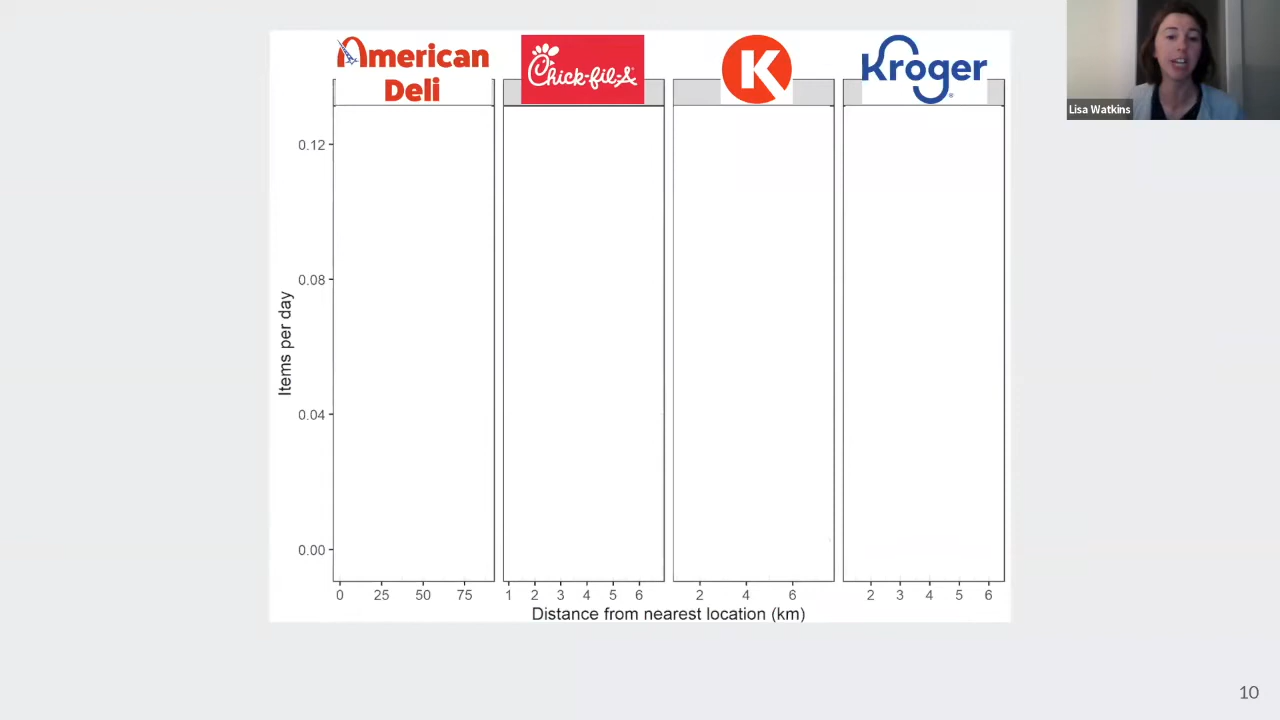 American
Deli
Chick-fil-A®
K
Kroger®
Lisa Watkins
Items per day
0.12
0.08
0.04
0.00
0 25 50 75
1 2 3 4 5 6
2 4 6
2 3 4 5 6
Distance from nearest location (km)
10